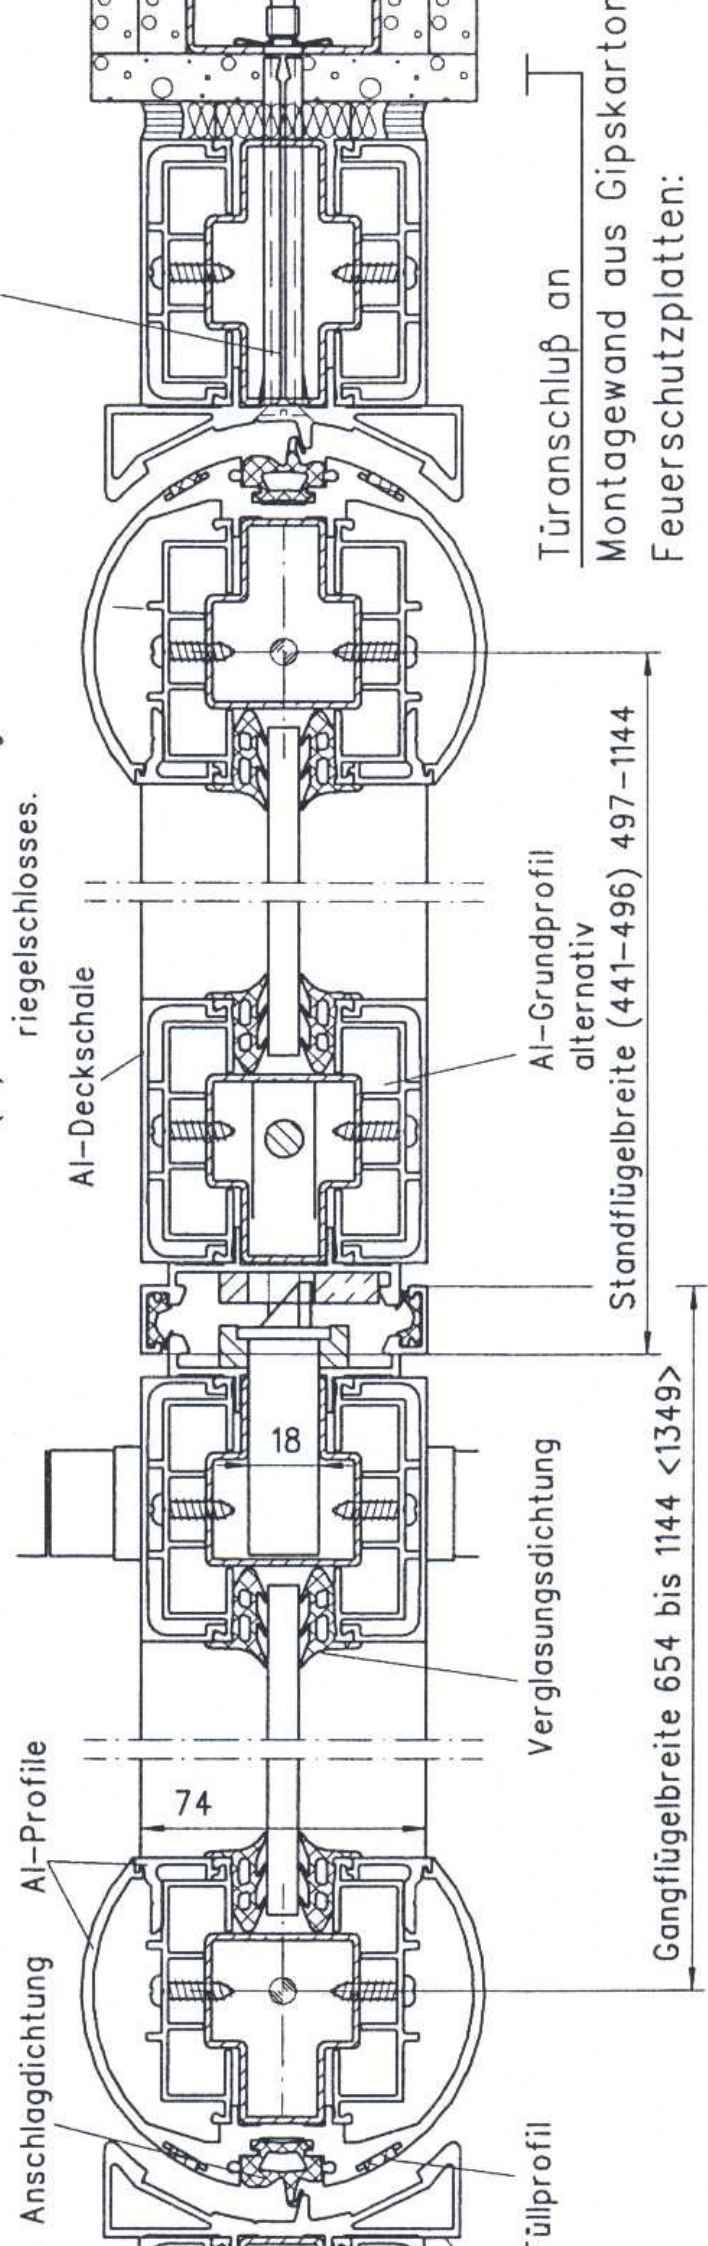 riegelschlosses.
Al-Deckschale
Al-Profile
Anschlagdichtung
Türanschluß an
Montagewand aus Gipskarton
Feuerschutzplatten:
Al-Grundprofil
alternativ
Standflügelbreite (441-496) 497-1144
18
Verglasungsdichtung
Gangflügelbreite 654 bis 1144 <1349>
74
üllprofil